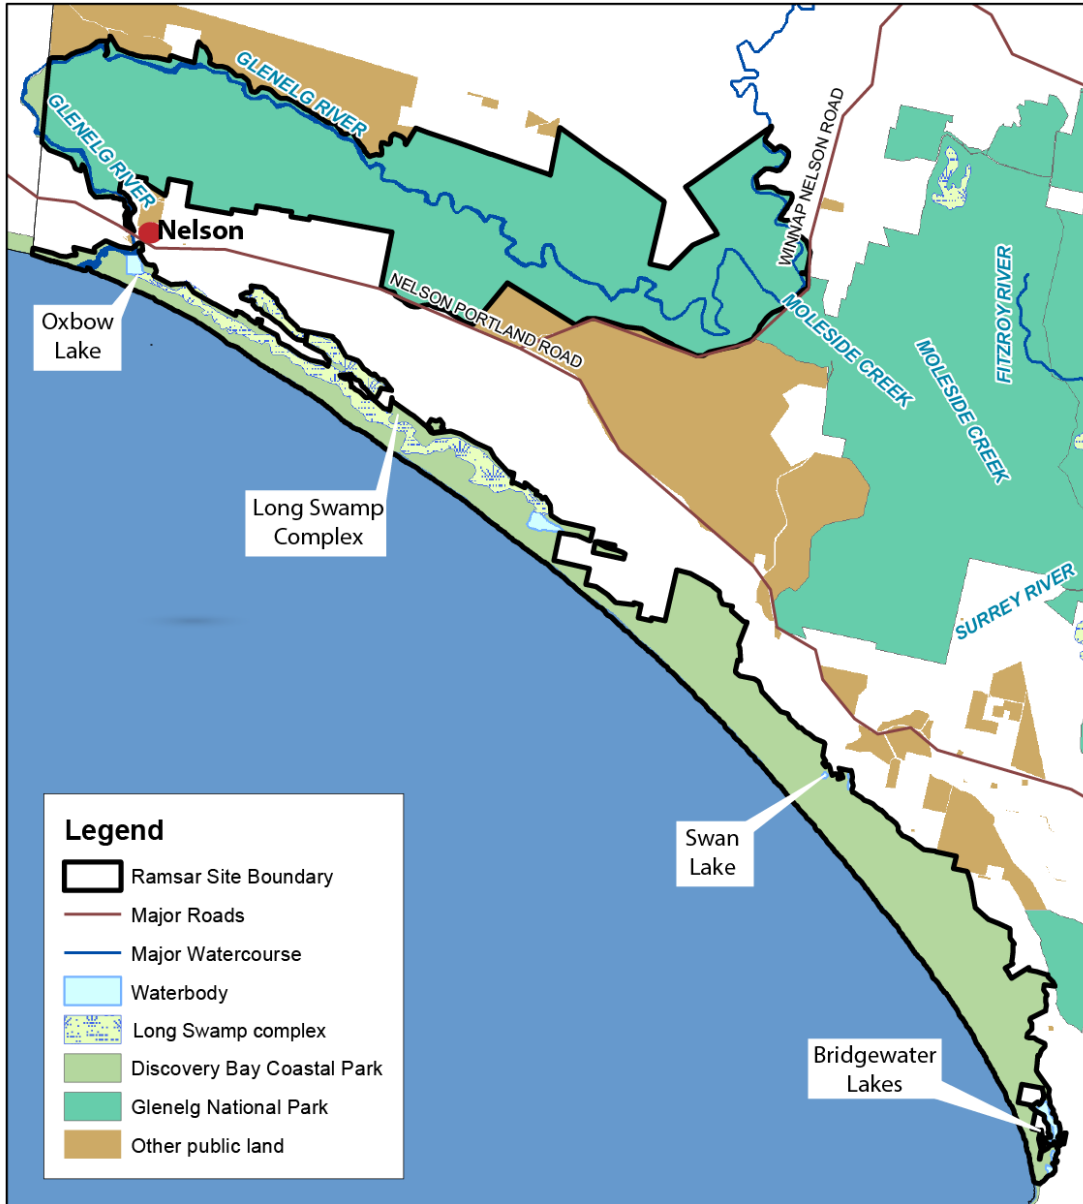 GLENELG RIVER
GLENELG RIVER
WINNAP NELSON ROAD
Nelson
NELSON PORTLAND ROAD
MOLESIDE CREEK
MOLESIDE CREEK
FITZROY RIVER
Oxbow
Lake
Long Swamp
Complex
SURREY RIVER
Swan
Lake
Bridgewater
Lakes
Legend
Ramsar Site Boundary
Major Roads
Major Watercourse
Waterbody
Long Swamp complex
Discovery Bay Coastal Park
Glenelg National Park
Other public land